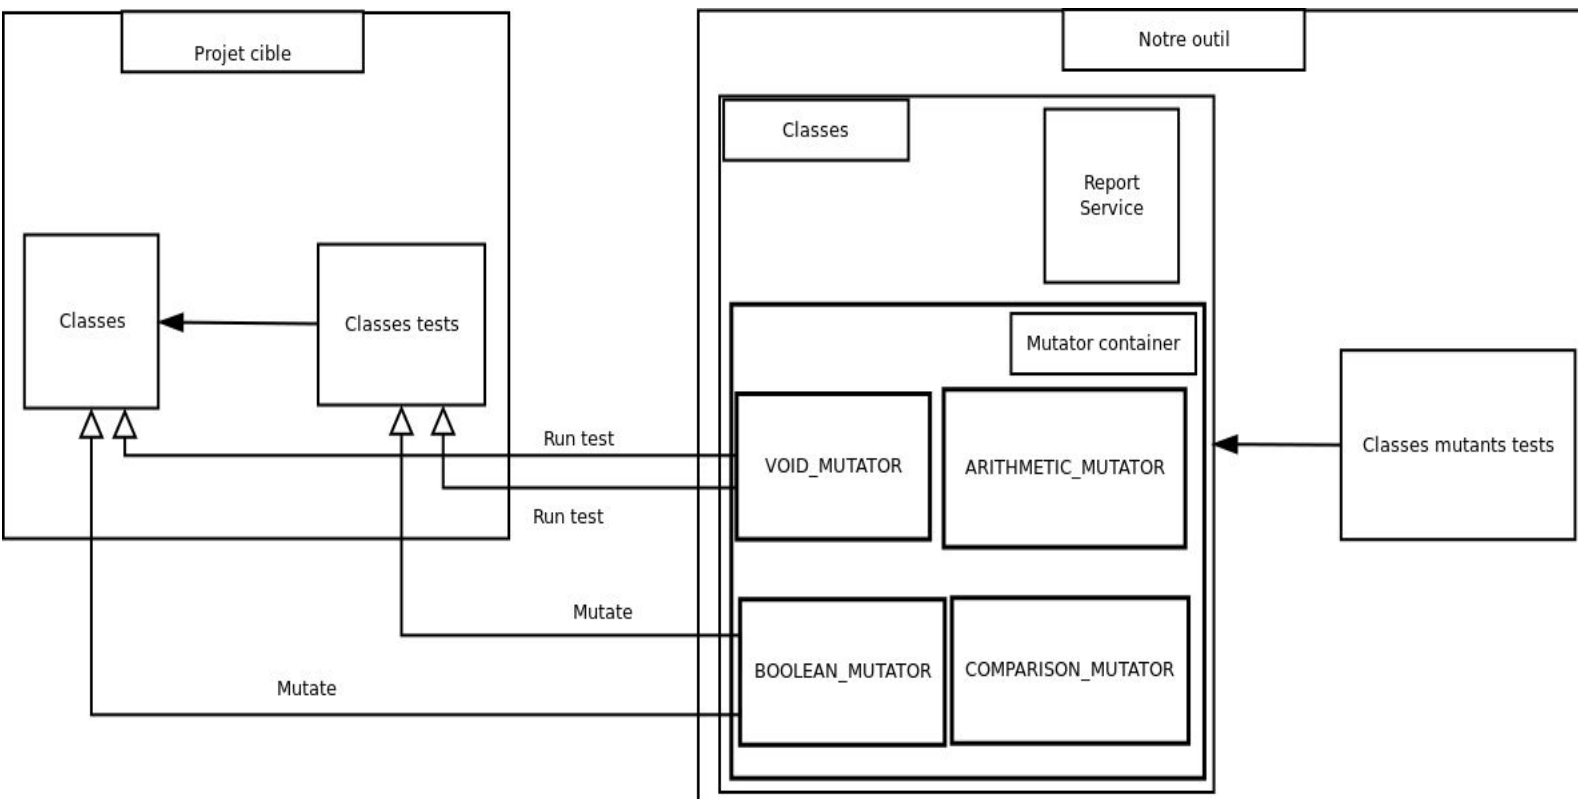 Projet cible
Notre outil
Classes
Report
Service
Classes
Classes tests
Mutator container
Run test
VOID_MUTATOR
ARITHMETIC_MUTATOR
Classes mutants tests
Run test
Mutate
BOOLEAN_MUTATOR
COMPARISON_MUTATOR
Mutate